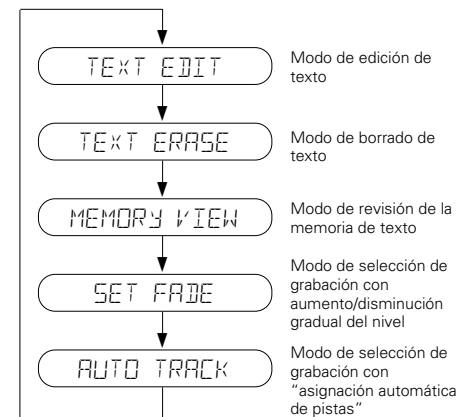 TEXT EDIT
Modo de edición de
texto
TEXT ERASE
Modo de borrado de
texto
MEMORY VIEW
Modo de revisión de la
memoria de texto
SET FADE
Modo de selección de
grabación con
aumento/disminución
gradual del nivel
AUTO TRACK
Modo de selección de
grabación con
"asignación automática
de pistas"